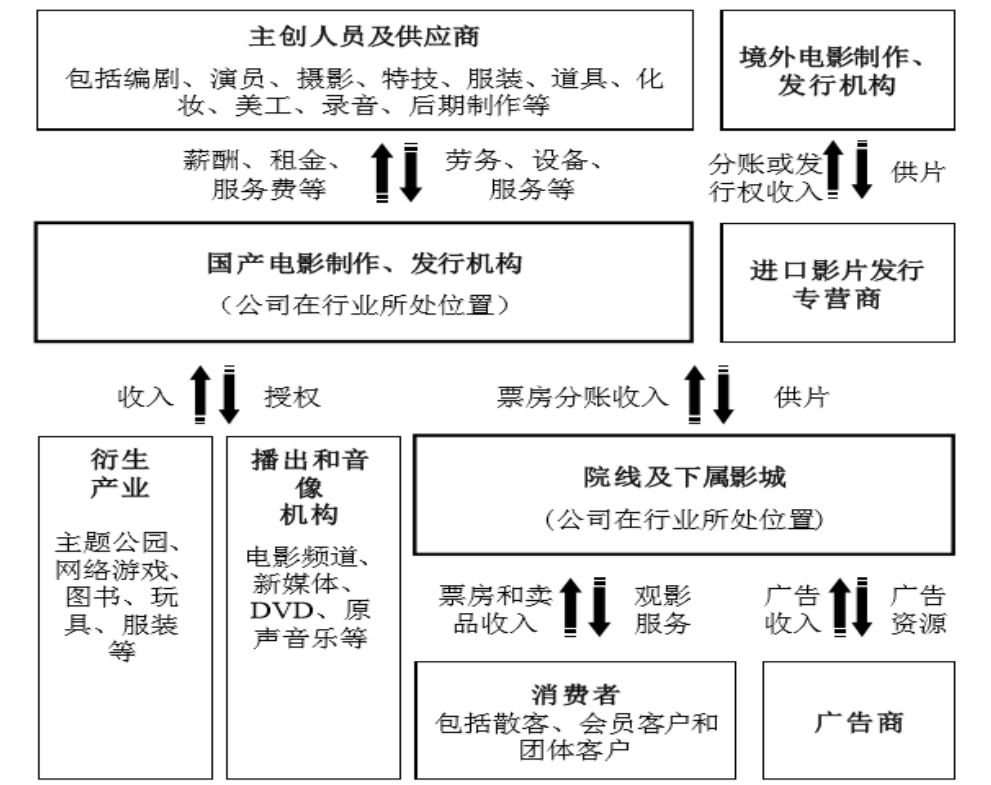 主创人员及供应商
包括编剧、演员、摄影、特技、服装、道具、化
妆、美工、录音、后期制作等
境外电影制作、
发行机构
薪酬、租金、
服务费等
劳务、设备、
服务等
分账或发
行权收入
供片
国产电影制作、发行机构
（公司在行业所处位置）
进口影片发行
专营商
收入
授权
票房分账收入
供片
衍生
产业
主题公园、
网络游戏、
图书、玩
具、服装
等
播出和音
像
机构
电影频道、
新媒体、
DVD、原
声音乐等
院线及下属影城
(公司在行业所处位置)
票房和卖
品收入
观影
服务
广告
收入
广告
资源
消费者
包括散客、会员客户和
团体客户
广告商